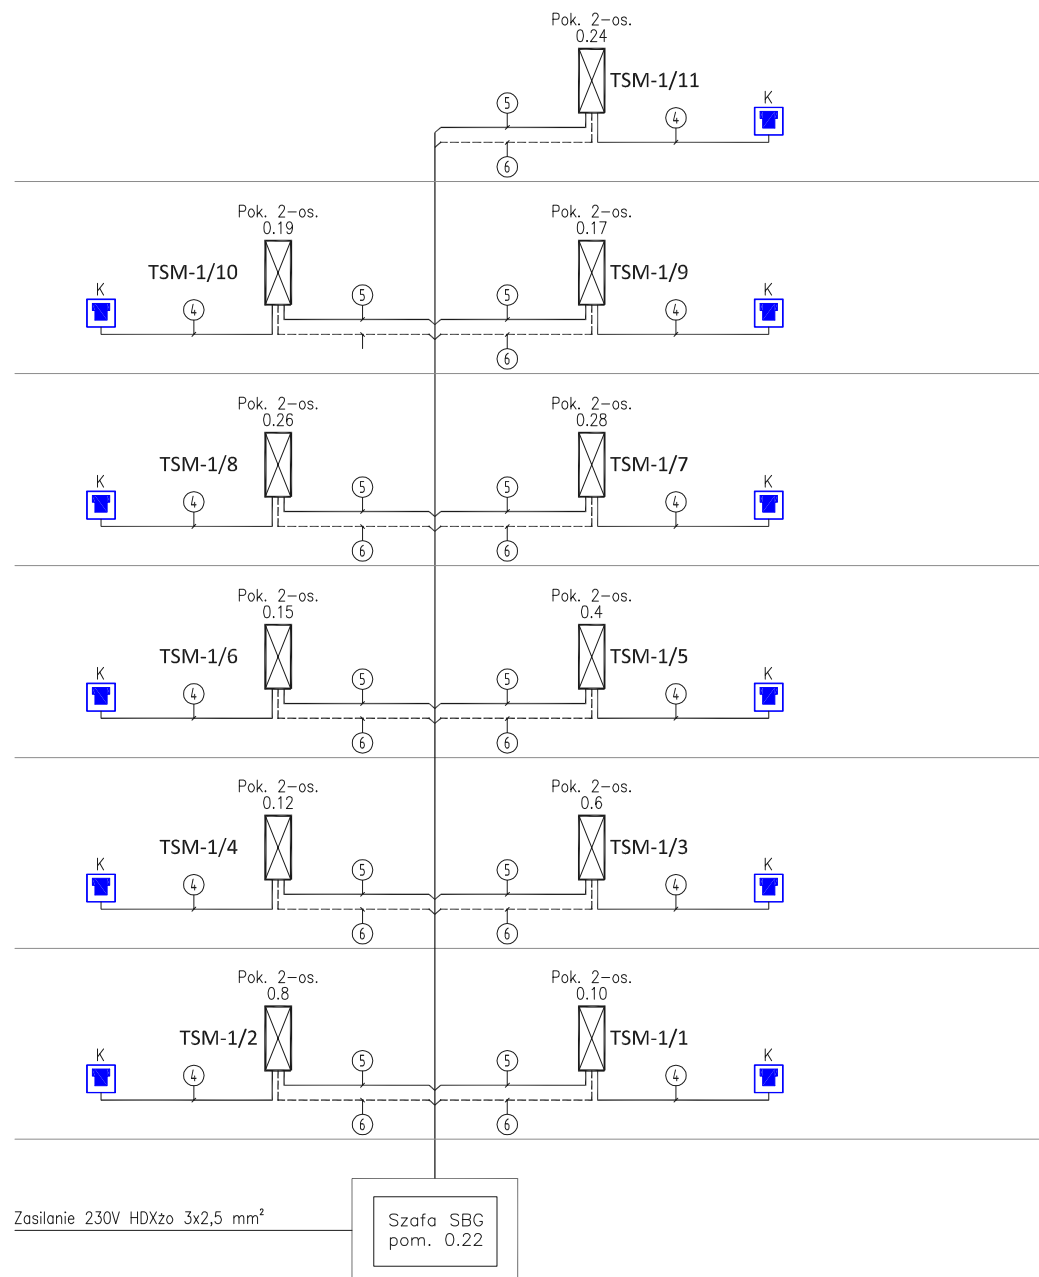 Pok. 2-os.
0.24
TSM-1/11
5
4
K
6
Pok. 2-os.
0.19
Pok. 2-os.
0.17
TSM-1/10
TSM-1/9
K
4
5
5
4
K
6
Pok. 2-os.
0.26
Pok. 2-os.
0.28
TSM-1/8
TSM-1/7
K
4
5
5
4
K
6
6
Pok. 2-os.
0.15
Pok. 2-os.
0.4
TSM-1/6
TSM-1/5
K
4
5
5
4
K
6
6
Pok. 2-os.
0.12
Pok. 2-os.
0.6
TSM-1/4
TSM-1/3
K
4
5
5
4
K
6
6
Pok. 2-os.
0.8
Pok. 2-os.
0.10
TSM-1/2
TSM-1/1
K
4
5
5
4
K
6
6
Zasilanie 230V HDXżo 3x2,5 mm²
Szafa SBG
pom. 0.22